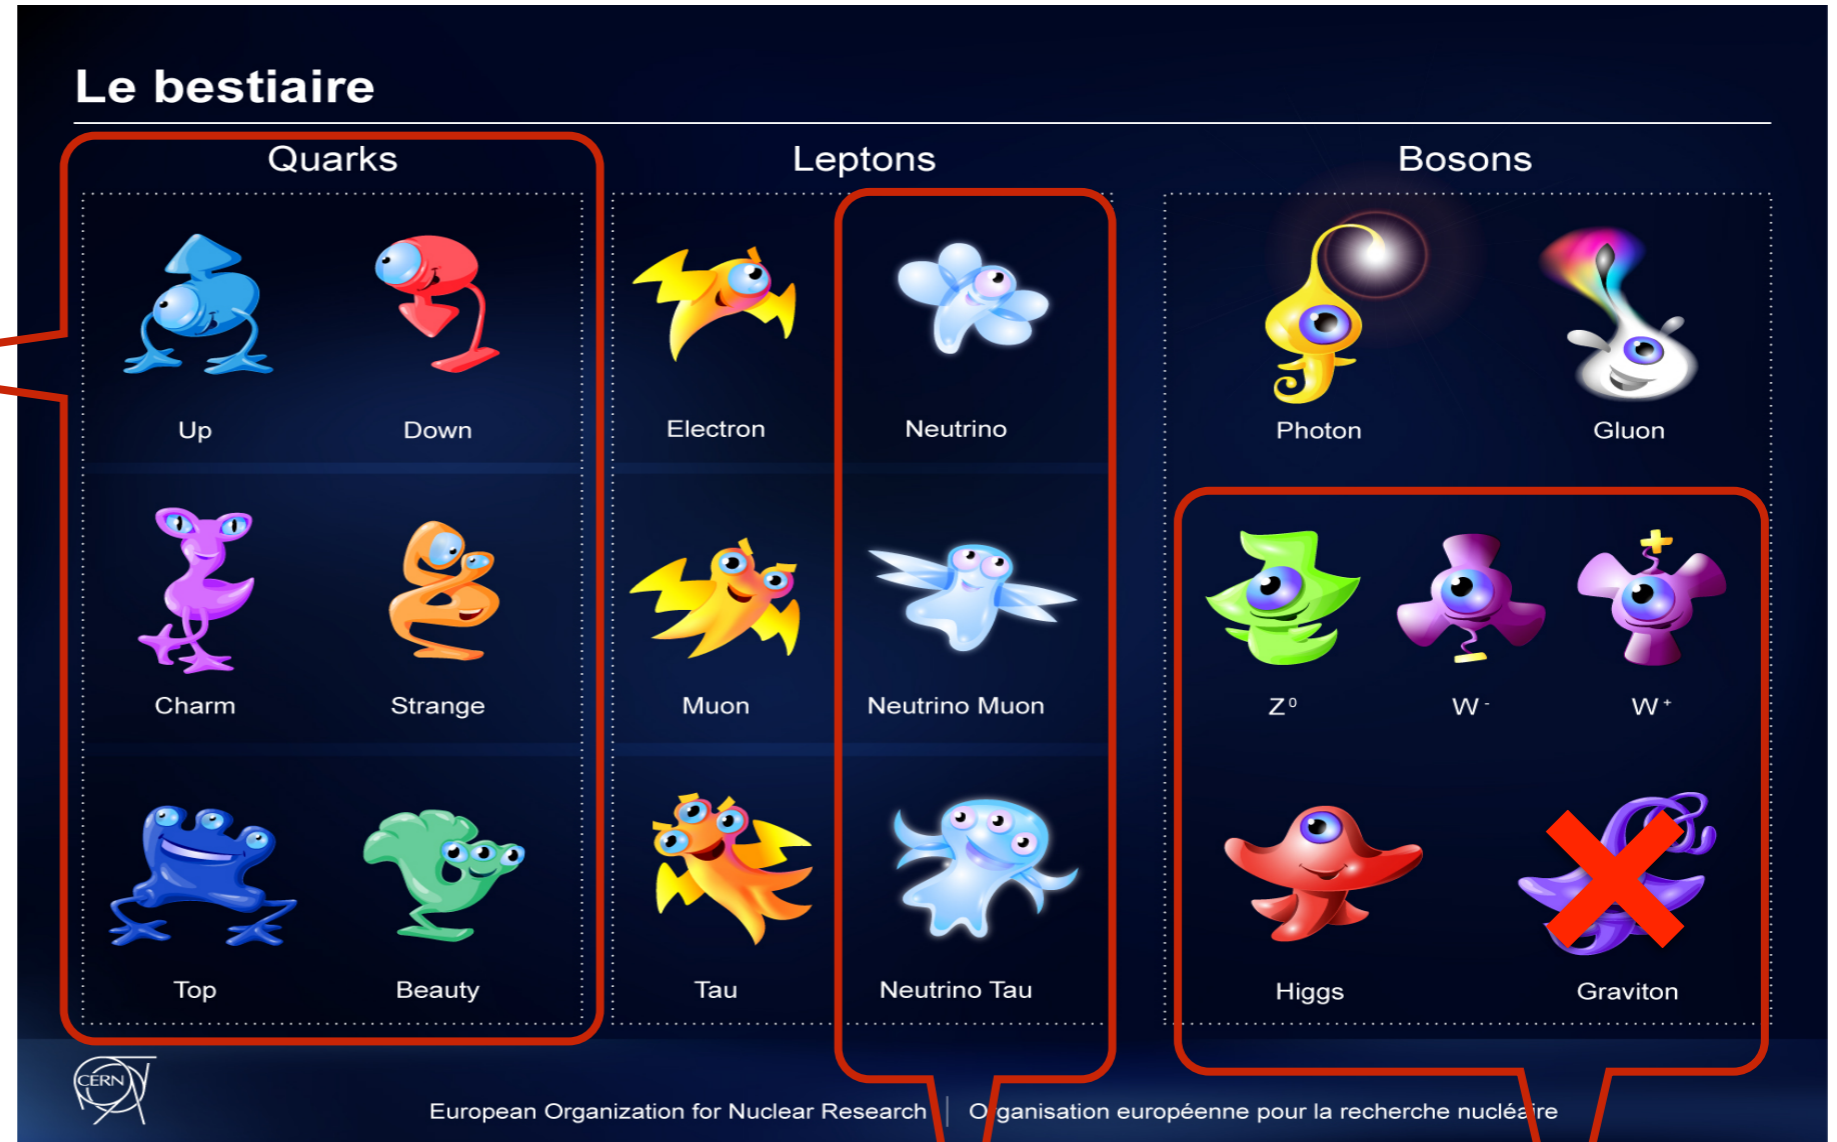 Le bestiaire
Quarks
Leptons
Bosons
Up
Down
Electron
Neutrino
Photon
Gluon
Charm
Strange
Muon
Neutrino Muon
Z⁰
W⁻
W⁺
Top
Beauty
Tau
Neutrino Tau
Higgs
Graviton
CERN
European Organization for Nuclear Research | Organisation européenne pour la recherche nucléaire